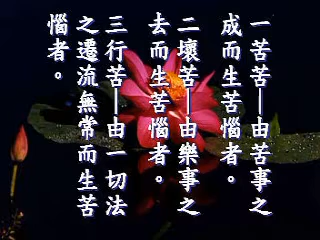 一苦苦—由苦事之
成而生苦惱者。
二壞苦—由樂事之
去而生苦惱者。
三行苦—由一切法
之遷流無常而生苦
惱者。